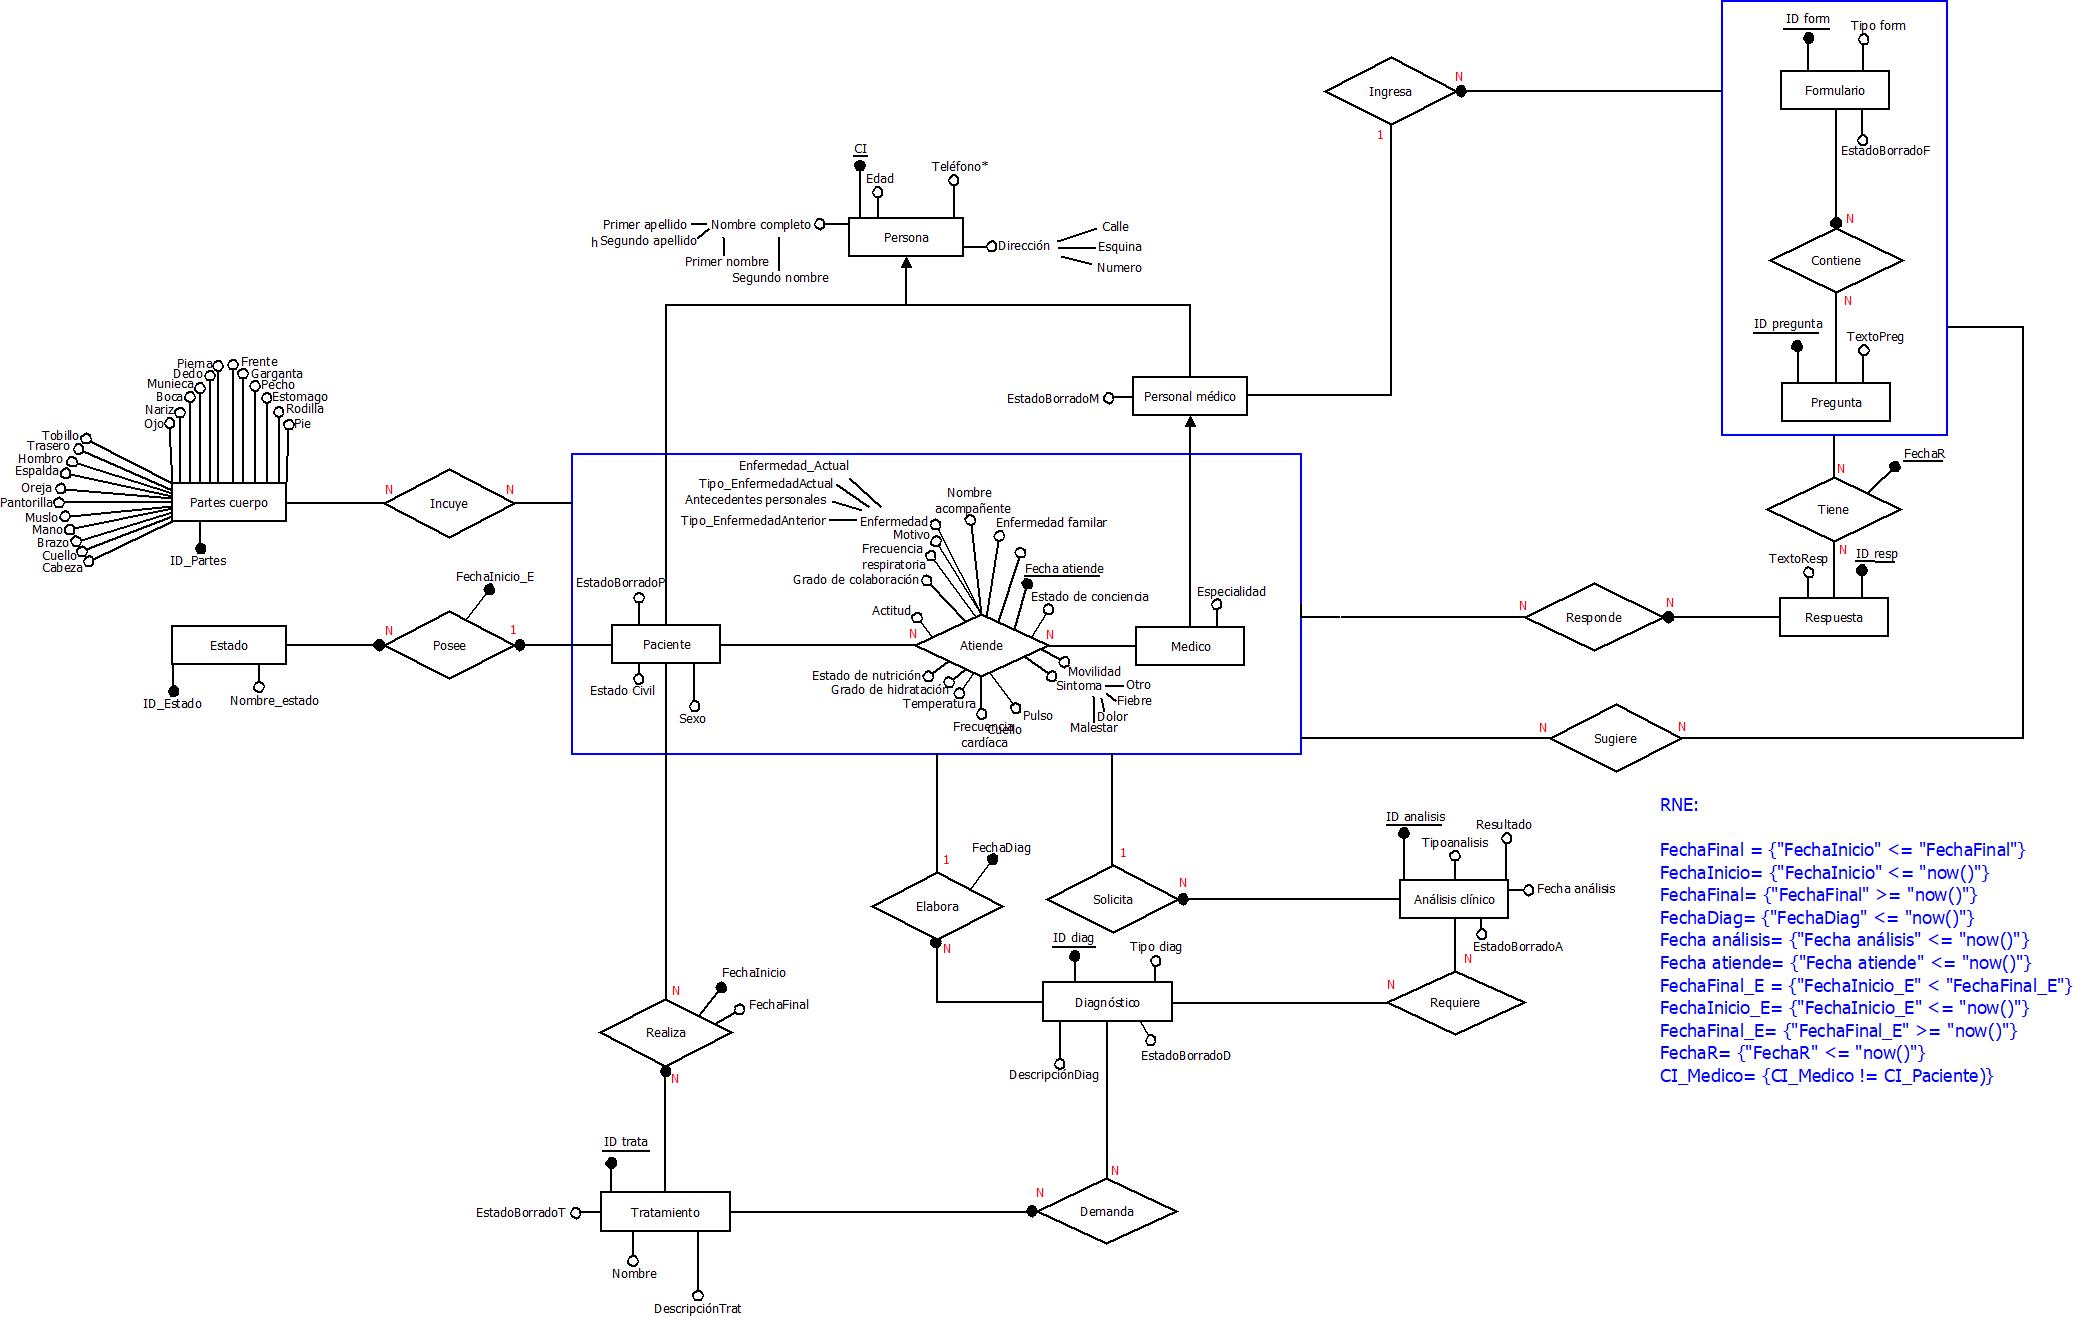 ID form
Tipo form
Formulario
EstadoBorradoF
N
Contiene
N
ID pregunta
TextoPreg
Pregunta
Ingresa
N
1
CI
Edad
Teléfono*
Primer apellido
Nombre completo
h
Segundo apellido
Primer nombre
Segundo nombre
Persona
Dirección
Calle
Esquina
Numero
EstadoBorradoM
Personal médico
Pierna
Dedo
Munieca
Boca
Nariz
Ojo
Frente
Garganta
Pecho
Estomago
Rodilla
Pie
Tobillo
Trasero
Hombro
Espalda
Oreja
Pantorilla
Muslo
Mano
Brazo
Cuello
Cabeza
Partes cuerpo
ID_Partes
N
Incuye
N
FechaInicio_E
Estado
N
Posee
1
ID_Estado
Nombre_estado
Enfermedad_Actual
Tipo_EnfermedadActual
Antecedentes personales
Tipo_EnfermedadAnterior
Enfermedad
Motivo
Frecuencia
respiratoria
Grado de colaboración
Actitud
Nombre
acompañente
Enfermedad familar
Fecha atiende
Estado de conciencia
EstadoBorradoP
Paciente
Estado Civil
Sexo
N
Atiende
N
Especialidad
Medico
Estado de nutrición
Grado de hidratación
Temperatura
Frecuencia
cardíaca
Cuello
Pulso
Movilidad
Sintoma
Otro
Fiebre
Dolor
Malestar
N
FechaR
Tiene
N
TextoResp
ID resp
N
Responde
N
Respuesta
N
Sugiere
N
1
FechaDiag
Elabora
N
1
Solicita
N
ID analisis
Tipoanalisis
Resultado
Análisis clínico
Fecha análisis
EstadoBorradoA
ID diag
Tipo diag
Diagnóstico
DescripciónDiag
EstadoBorradoD
N
N
Requiere
N
FechaInicio
FechaFinal
Realiza
N
ID trata
EstadoBorradoT
Tratamiento
Nombre
DescripciónTrat
N
N
Demanda
RNE:
FechaFinal = {"FechaInicio" <= "FechaFinal"}
FechaInicio= {"FechaInicio" <= "now()"}
FechaFinal= {"FechaFinal" >= "now()"}
FechaDiag= {"FechaDiag" <= "now()"}
Fecha análisis= {"Fecha análisis" <= "now()"}
Fecha atiende= {"Fecha atiende" <= "now()"}
FechaFinal_E = {"FechaInicio_E" < "FechaFinal_E"}
FechaInicio_E= {"FechaInicio_E" <= "now()"}
FechaFinal_E= {"FechaFinal_E" >= "now()"}
FechaR= {"FechaR" <= "now()"}
CI_Medico= {CI_Medico != CI_Paciente)}